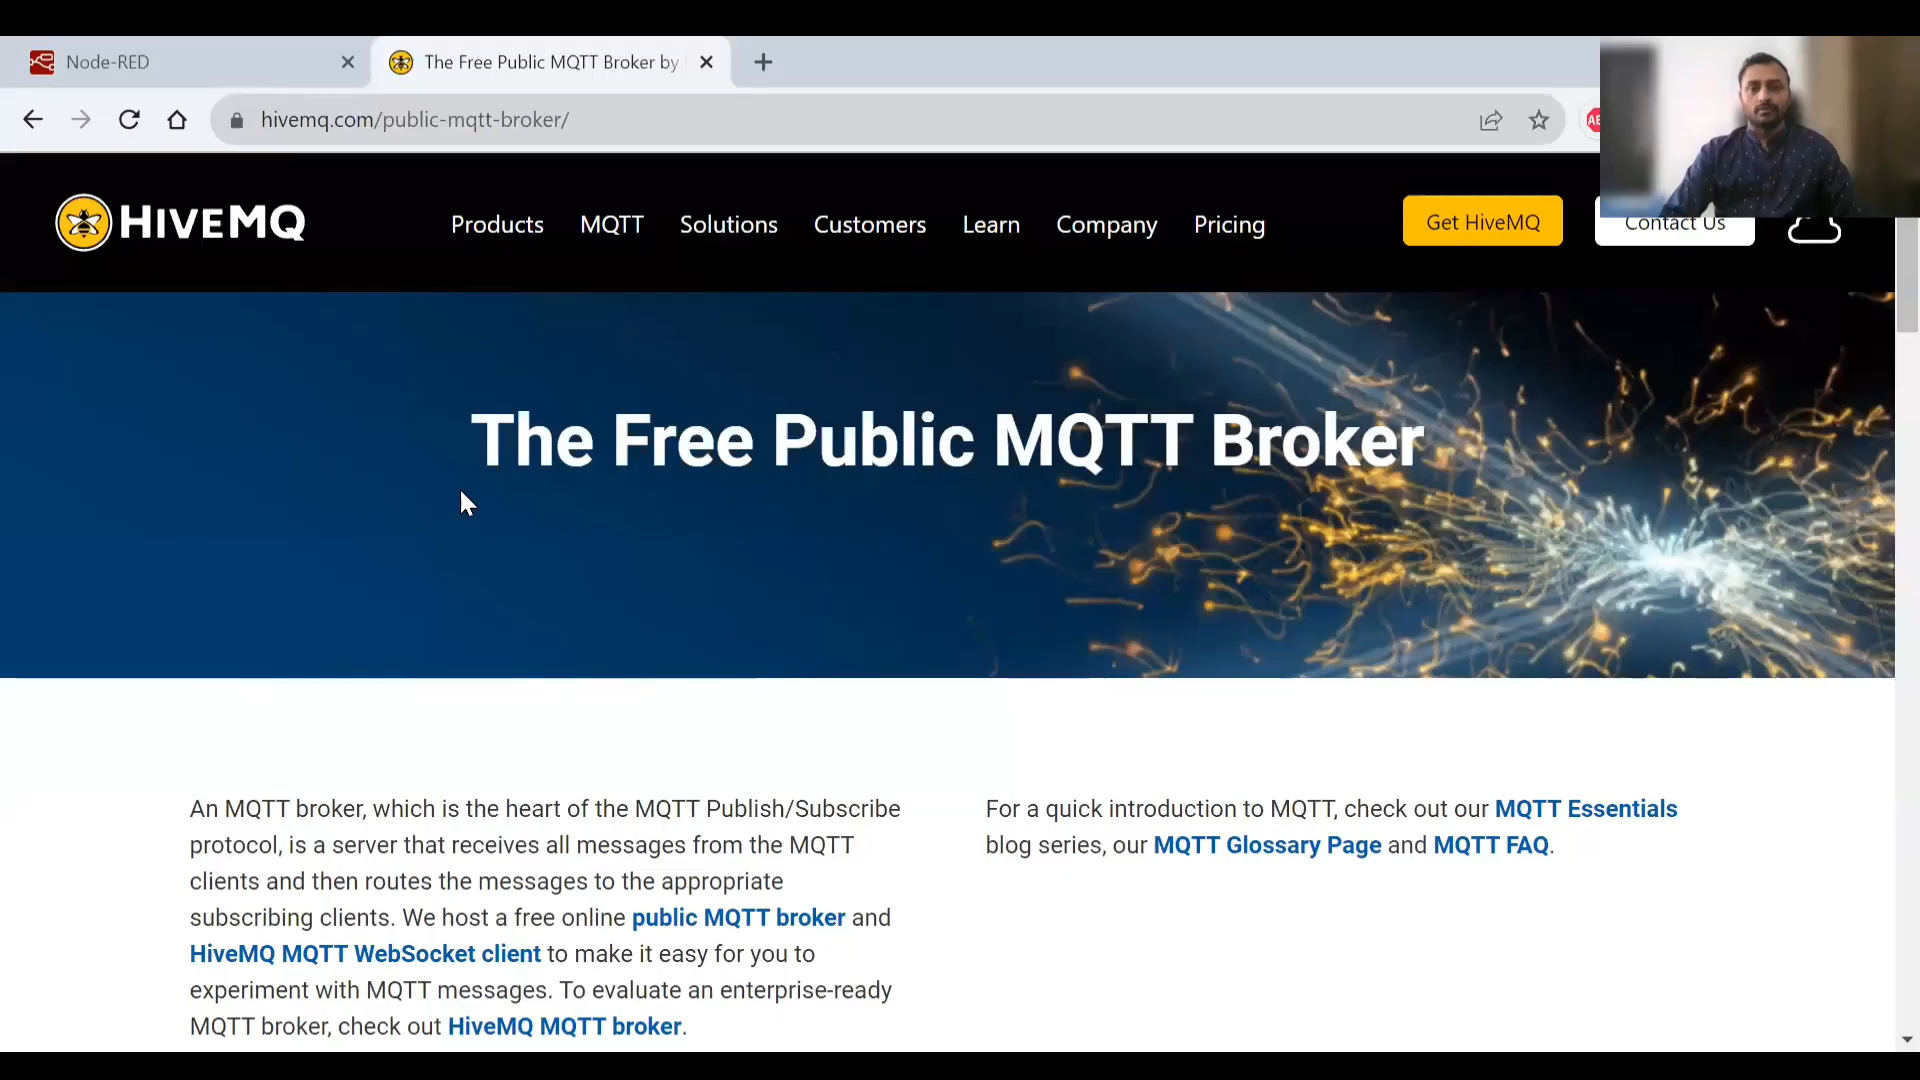 Node-RED
The Free Public MQTT Broker by
hivemq.com/public-mqtt-broker/
HIVEMQ
Products MQTT Solutions Customers Learn Company Pricing
Get HiveMQ
Contact Us
The Free Public MQTT Broker
An MQTT broker, which is the heart of the MQTT Publish/Subscribe
protocol, is a server that receives all messages from the MQTT
clients and then routes the messages to the appropriate
subscribing clients. We host a free online public MQTT broker and
HiveMQ MQTT WebSocket client to make it easy for you to
experiment with MQTT messages. To evaluate an enterprise-ready
MQTT broker, check out HiveMQ MQTT broker.
For a quick introduction to MQTT, check out our MQTT Essentials
blog series, our MQTT Glossary Page and MQTT FAQ.